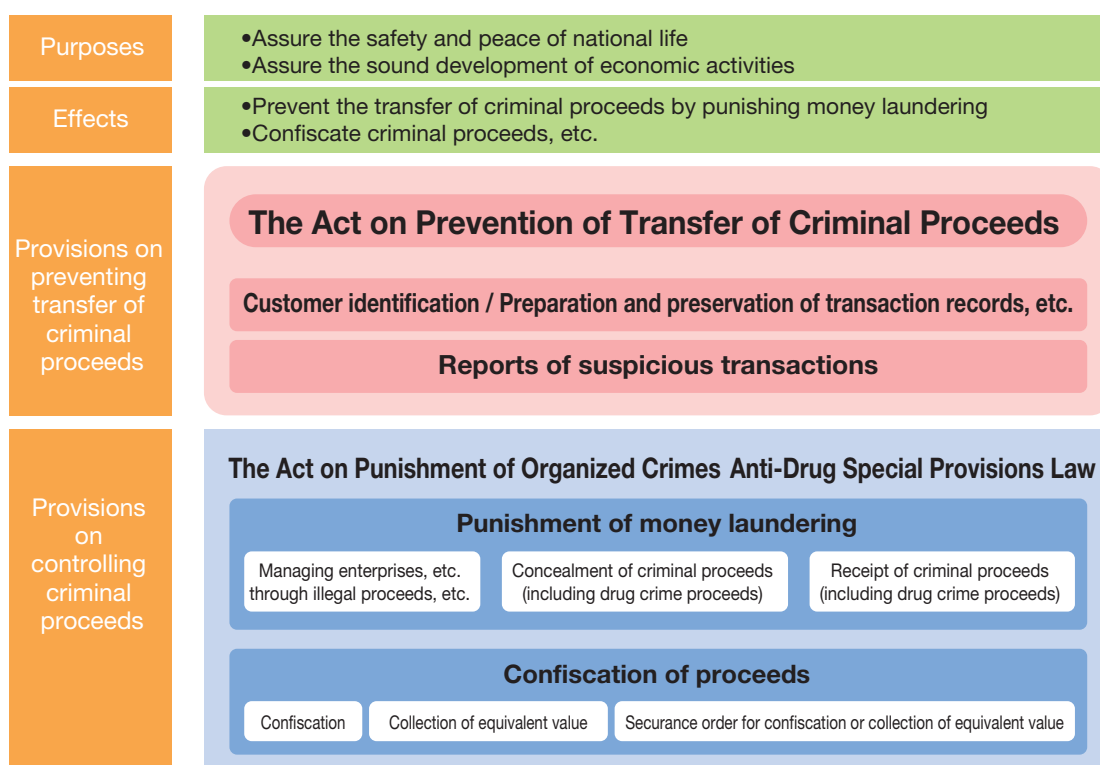 Purposes
•Assure the safety and peace of national life
•Assure the sound development of economic activities
Effects
•Prevent the transfer of criminal proceeds by punishing money laundering
•Confiscate criminal proceeds, etc.
Provisions on
preventing
transfer of
criminal
proceeds
The Act on Prevention of Transfer of Criminal Proceeds
Customer identification / Preparation and preservation of transaction records, etc.
Reports of suspicious transactions
Provisions
on
controlling
criminal
proceeds
The Act on Punishment of Organized Crimes Anti-Drug Special Provisions Law
Punishment of money laundering
Managing enterprises, etc.
through illegal proceeds, etc.
Concealment of criminal proceeds
(including drug crime proceeds)
Receipt of criminal proceeds
(including drug crime proceeds)
Confiscation of proceeds
Confiscation
Collection of equivalent value
Securance order for confiscation or collection of equivalent value